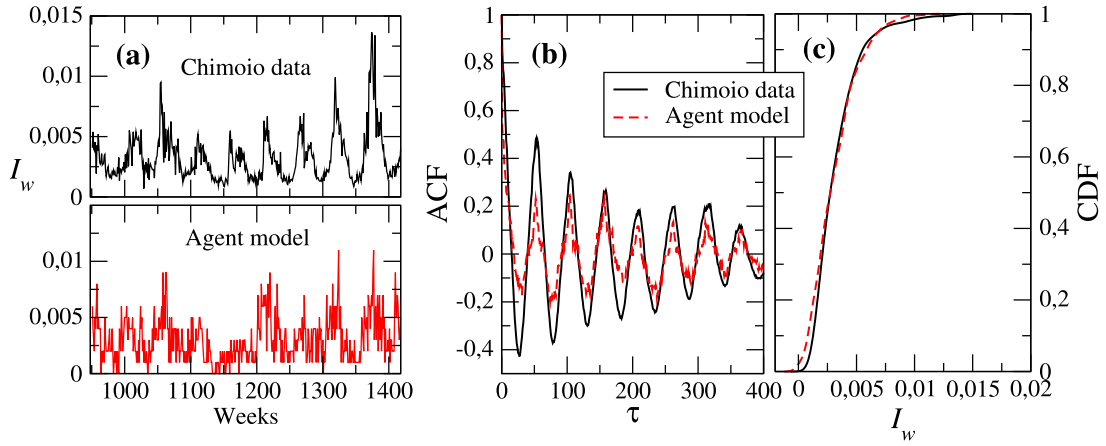 0,015
(a)
Chimoio data
0,01
0,005
I_w
0
Agent model
0,01
0,005
0
1000 1100 1200 1300 1400
Weeks
1
(b)
0,8
0,6
0,4
ACF
0,2
0
-0,2
-0,4
0 100 200 300 400
τ
Chimoio data
Agent model
(c)
1
0,8
0,6
CDF
0,4
0,2
0
0 0,005 0,01 0,015 0,02
I_w